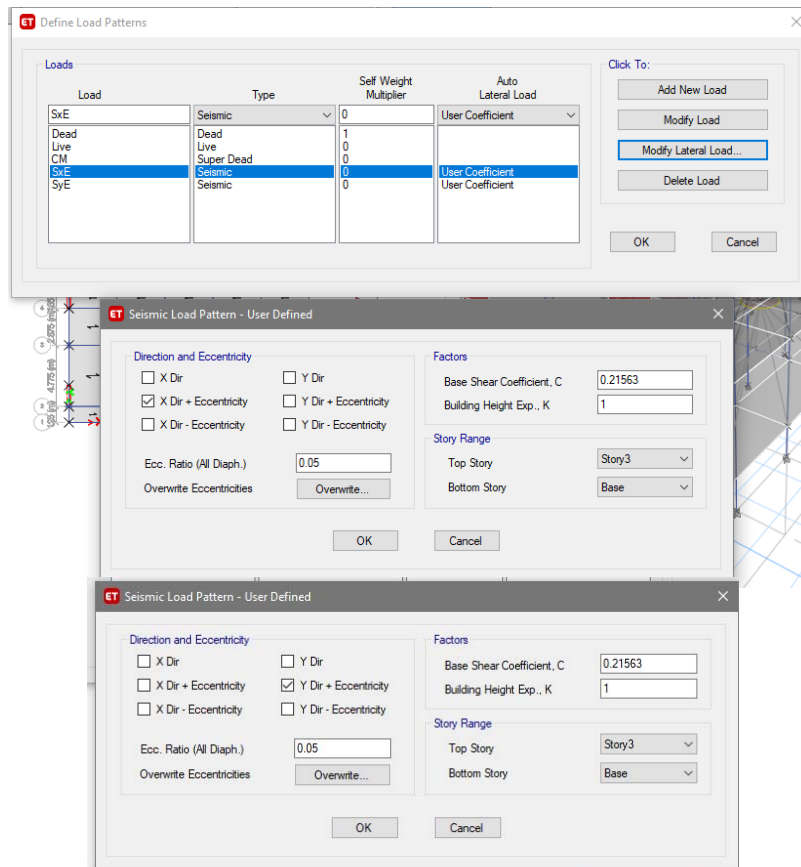 ET Define Load Patterns
Loads
Click To:
Load
Type
Self Weight
Multiplier
Auto
Lateral Load
SxE Seismic 0 User Coefficient
Dead Dead 1
Live Live 0
CM Super Dead 0
SxE Seismic 0 User Coefficient
SyE Seismic 0 User Coefficient
Add New Load
Modify Load
Modify Lateral Load...
Delete Load
OK Cancel
ET Seismic Load Pattern - User Defined
Direction and Eccentricity
X Dir Y Dir
X Dir + Eccentricity Y Dir + Eccentricity
X Dir - Eccentricity Y Dir - Eccentricity
Ecc. Ratio (All Diaph.) 0.05
Overwrite Eccentricities Overwrite...
Factors
Base Shear Coefficient, C 0.21563
Building Height Exp., K 1
Story Range
Top Story Story3
Bottom Story Base
OK Cancel
ET Seismic Load Pattern - User Defined
Direction and Eccentricity
X Dir Y Dir
X Dir + Eccentricity Y Dir + Eccentricity
X Dir - Eccentricity Y Dir - Eccentricity
Ecc. Ratio (All Diaph.) 0.05
Overwrite Eccentricities Overwrite...
Factors
Base Shear Coefficient, C 0.21563
Building Height Exp., K 1
Story Range
Top Story Story3
Bottom Story Base
OK Cancel
4.775 (m)